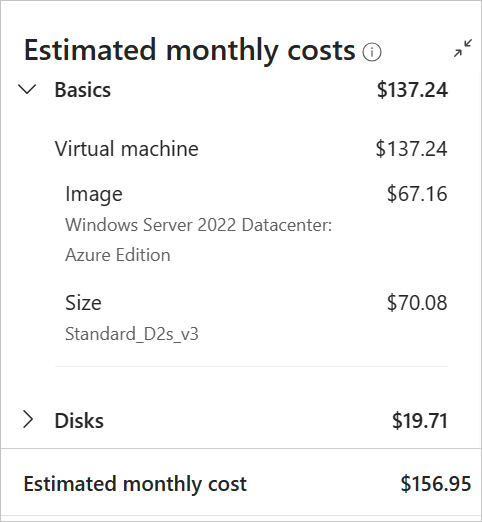 Estimated monthly costs
Basics $137.24
Virtual machine $137.24
Image $67.16
Windows Server 2022 Datacenter:
Azure Edition
Size $70.08
Standard_D2s_v3
Disks $19.71
Estimated monthly cost $156.95